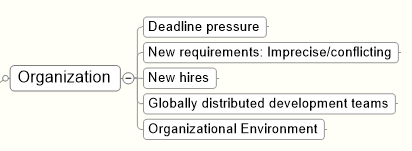 Deadline pressure
New requirements: Imprecise/conflicting
Organization
New hires
Globally distributed development teams
Organizational Environment